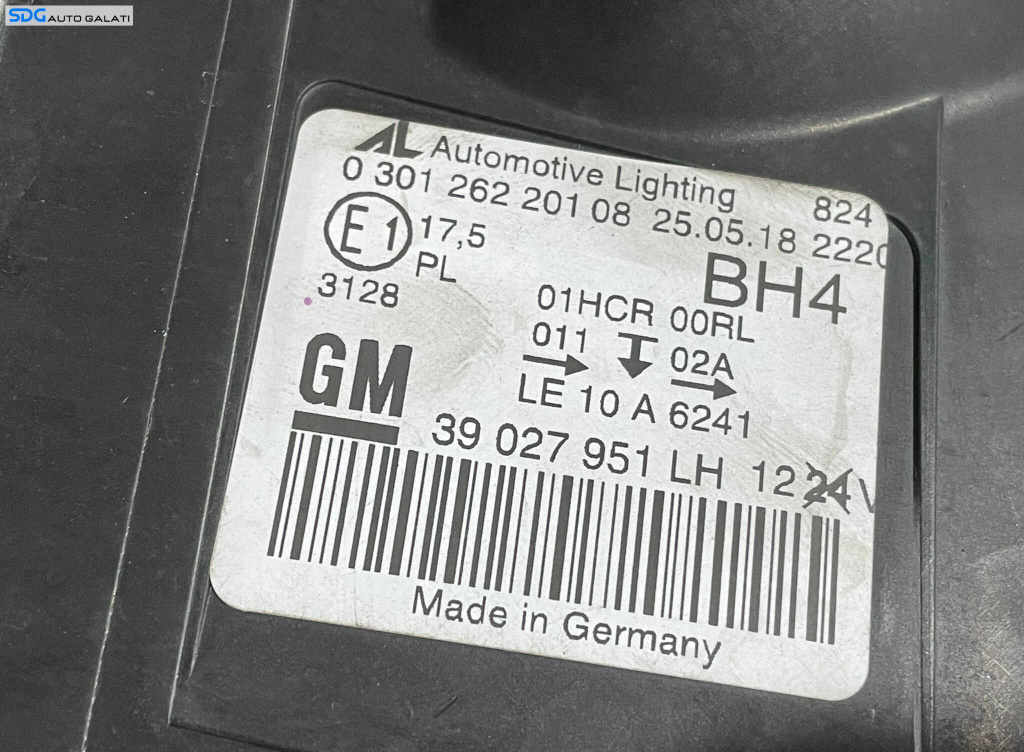 SDG AUTO GALATI
AL Automotive Lighting 824
0 301 262 201 08 25.05.18 2220
E1 17,5 BH4
PL
3128 01HCR 00RL
011 02A
LE 10 A 6241
GM
39 027 951 LH 12 24 V
Made in Germany